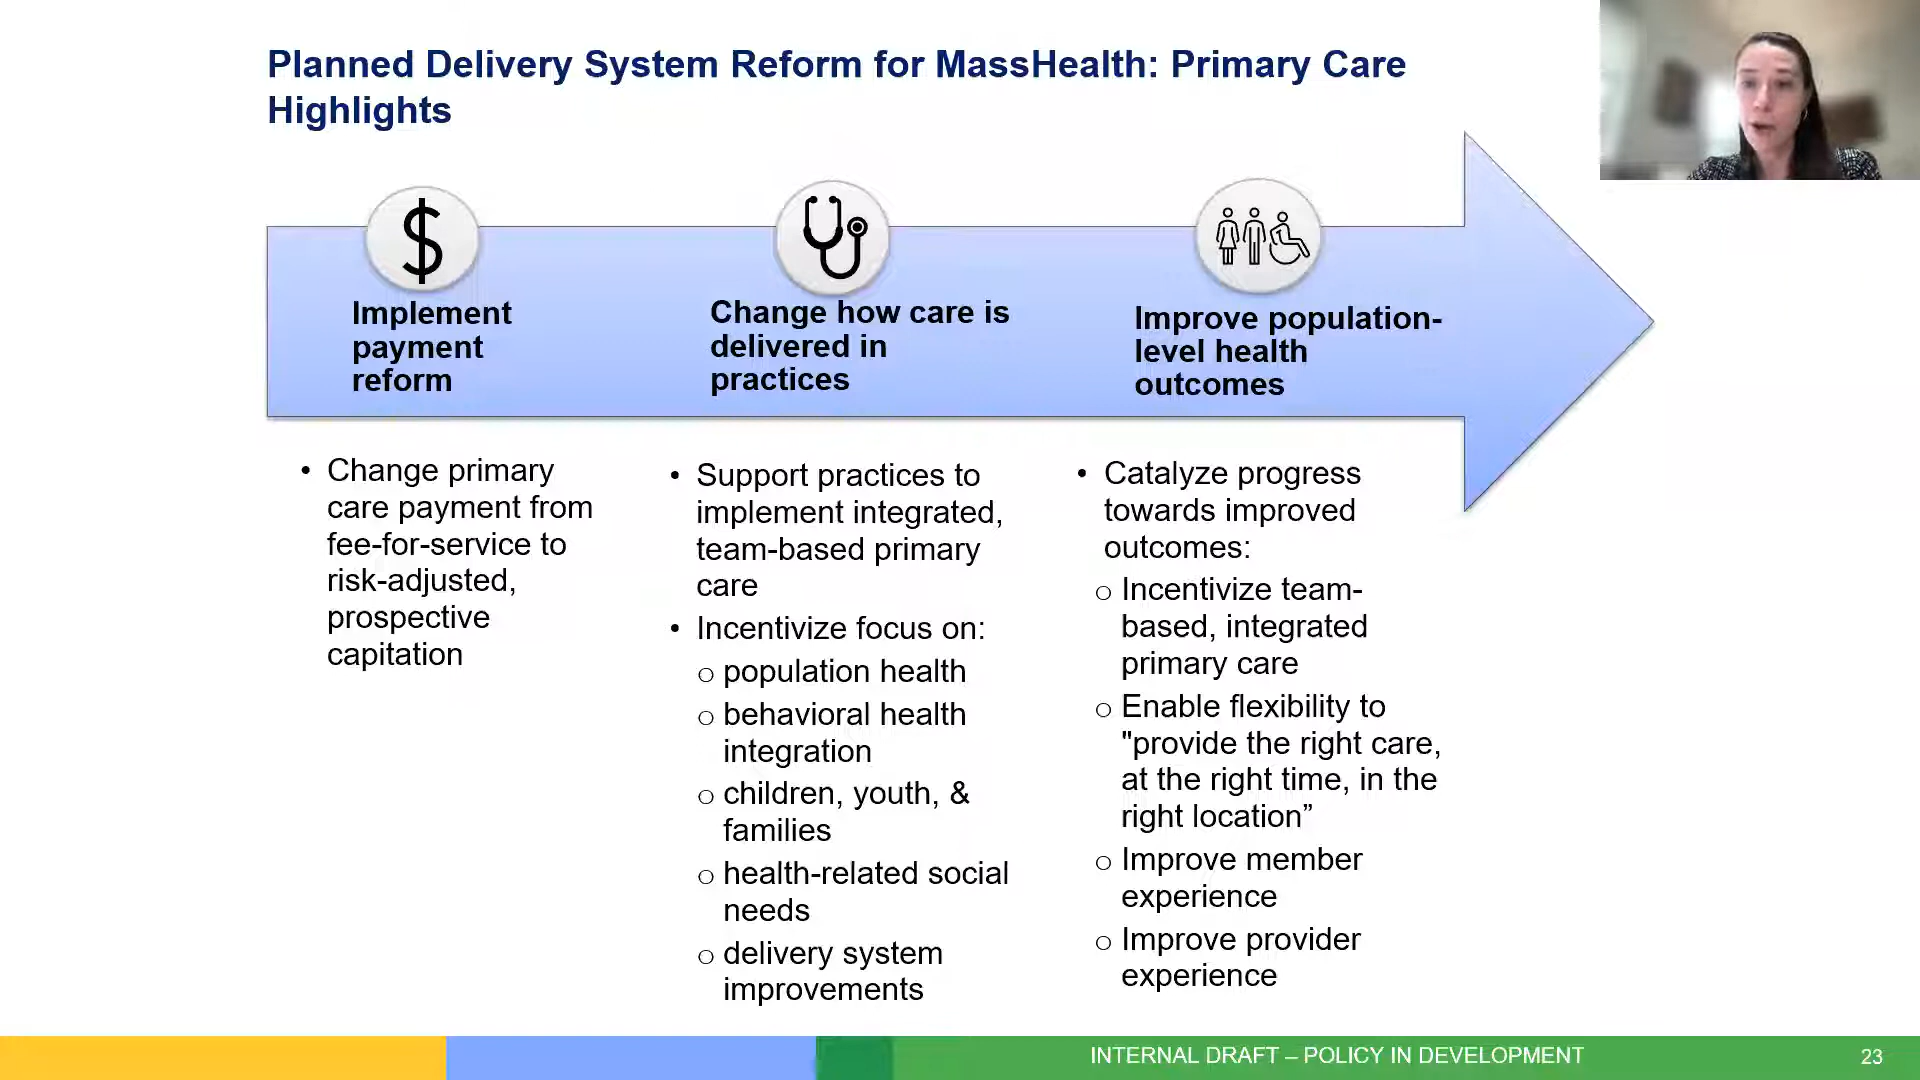 Planned Delivery System Reform for MassHealth: Primary Care
Highlights
$
Implement
payment
reform
Change how care is
delivered in
practices
Improve population-
level health
outcomes
• Change primary
care payment from
fee-for-service to
risk-adjusted,
prospective
capitation
• Support practices to
implement integrated,
team-based primary
care
• Incentivize focus on:
o population health
o behavioral health
integration
o children, youth, &
families
o health-related social
needs
o delivery system
improvements
• Catalyze progress
towards improved
outcomes:
o Incentivize team-
based, integrated
primary care
o Enable flexibility to
"provide the right care,
at the right time, in the
right location”
o Improve member
experience
o Improve provider
experience
INTERNAL DRAFT – POLICY IN DEVELOPMENT
23